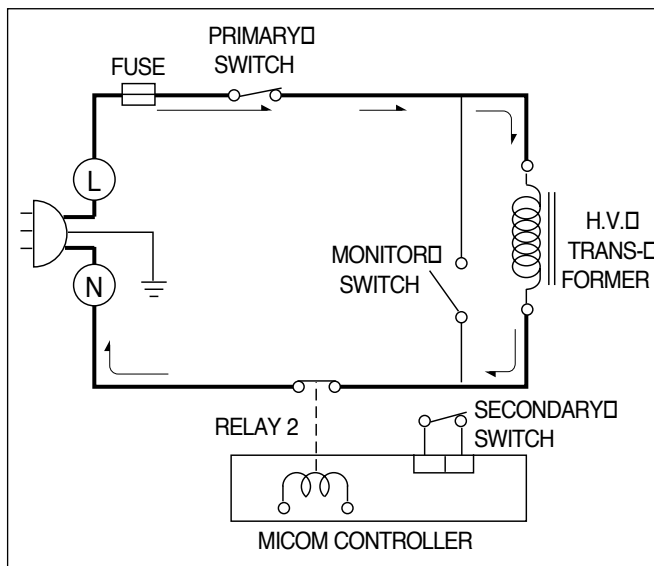 PRIMARY□
SWITCH
FUSE
L
H.V.□
TRANS-□
FORMER
MONITOR□
SWITCH
N
RELAY 2
SECONDARY□
SWITCH
MICOM CONTROLLER